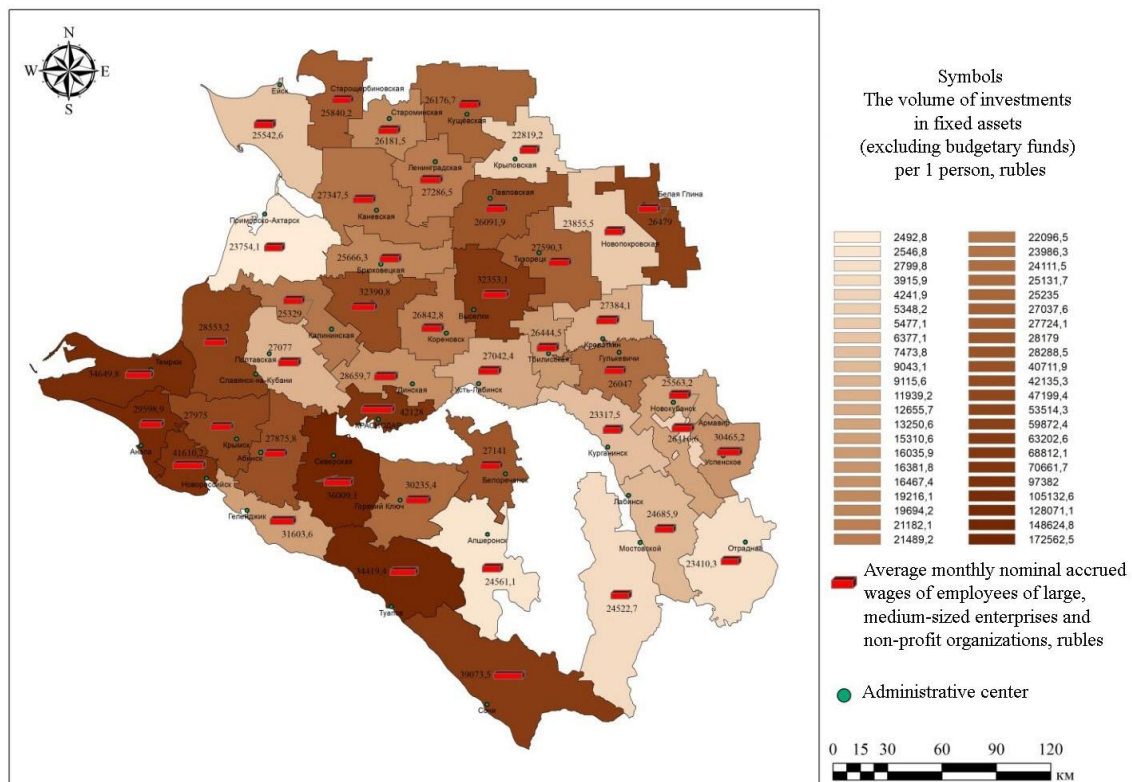 N
W E
S
Ейск
Старощербиновская
25840,2
26176,7
Староминская
Кущёвская
25542,6
26181,5
22819,2
Крыловская
Ленинградская
27286,5
27347,5
Каневская
Павловская
26091,9
Белая Глина
26479
23855,5
Новопокровская
Приморско-Ахтарск
23754,1
25666,3
Брюховецкая
27590,3
Тихорецк
32390,8
32353,1
Выселки
25329
Калининская
26842,8
Кореновск
26444,5
Тбилисская
27384,1
Кропоткин
Гулькевичи
28553,2
27077
Полтавская
Славянск-на-Кубани
28659,7
Динская
27042,4
Усть-Лабинск
26047
Темрюк
34649,8
42128
КРАСНОДАР
25563,2
Новокубанск
29598,9
27975
23317,5
Армавир
26416,6
30465,2
Успенское
Анапа
Крымск
27875,8
Абинск
Северская
27141
Белореченск
Курганинск
41610,2
Новороссийск
36009,1
30235,4
Горячий Ключ
Лабинск
24685,9
Геленджик
31603,6
Апшеронск
24561,1
Мостовской
Отрадная
23410,3
34419,4
Туапсе
24522,7
39073,5
Сочи
Symbols
The volume of investments
in fixed assets
(excluding budgetary funds)
per 1 person, rubles
2492,8
2546,8
2799,8
3915,9
4241,9
5348,2
5477,1
6377,1
7473,8
9043,1
9115,6
11939,2
12655,7
13250,6
15310,6
16035,9
16381,8
16467,4
19216,1
19694,2
21182,1
21489,2
22096,5
23986,3
24111,5
25131,7
25235
27037,6
27724,1
28179
28288,5
40711,9
42135,3
47199,4
53514,3
59872,4
63202,6
68812,1
70661,7
97382
105132,6
128071,1
148624,8
172562,5
Average monthly nominal accrued
wages of employees of large,
medium-sized enterprises and
non-profit organizations, rubles
Administrative center
0 15 30 60 90 120
КМ